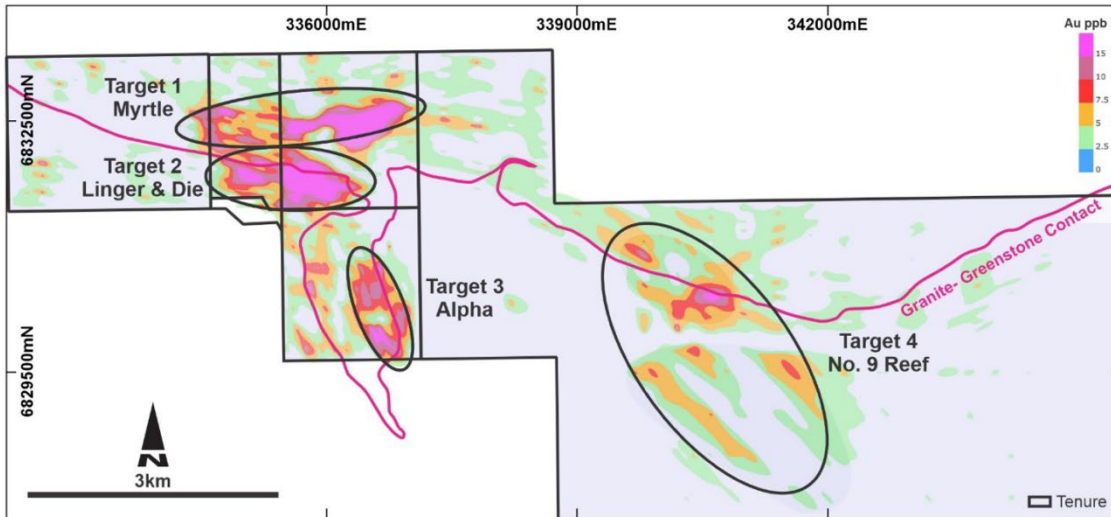 336000mE
339000mE
342000mE
Au ppb
15
10
7.5
5
2.5
0
6832500mN
6829500mN
Target 1
Myrtle
Target 2
Linger & Die
Target 3
Alpha
Target 4
No. 9 Reef
Granite- Greenstone Contact
N
3km
Tenure